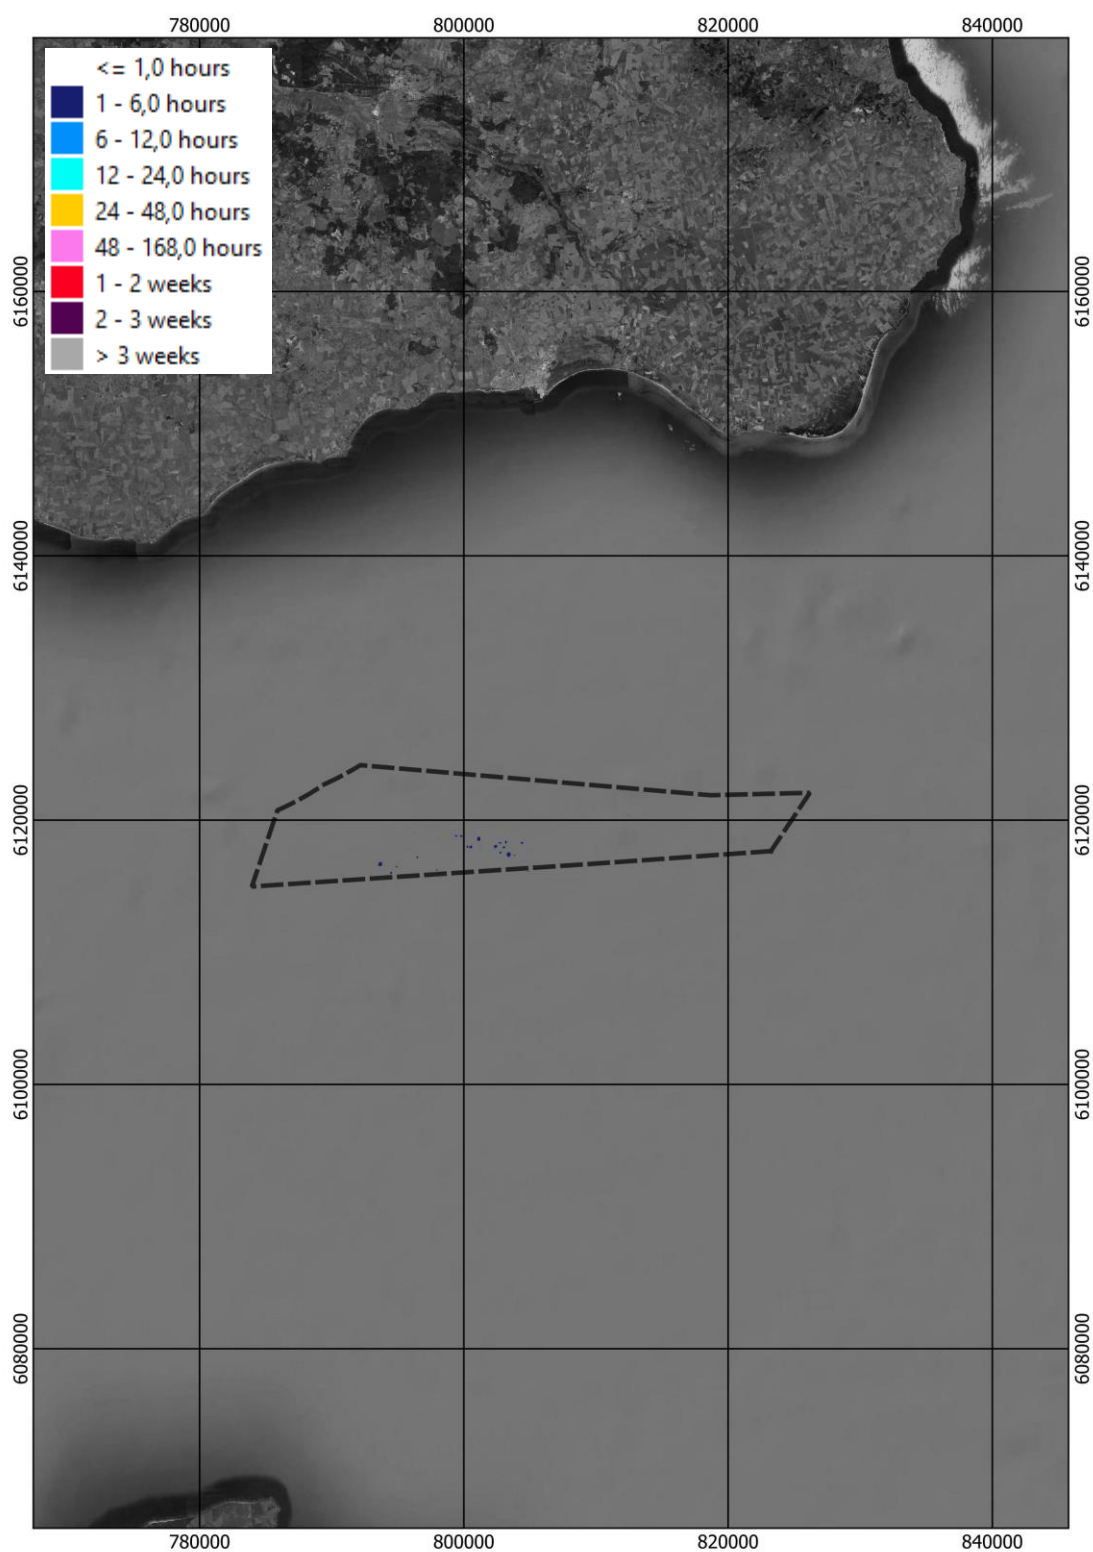 780000 800000 820000 840000
<= 1,0 hours
1 - 6,0 hours
6 - 12,0 hours
12 - 24,0 hours
24 - 48,0 hours
48 - 168,0 hours
1 - 2 weeks
2 - 3 weeks
> 3 weeks
6160000 6160000
6140000 6140000
6120000 6120000
6100000 6100000
6080000 6080000
780000 800000 820000 840000